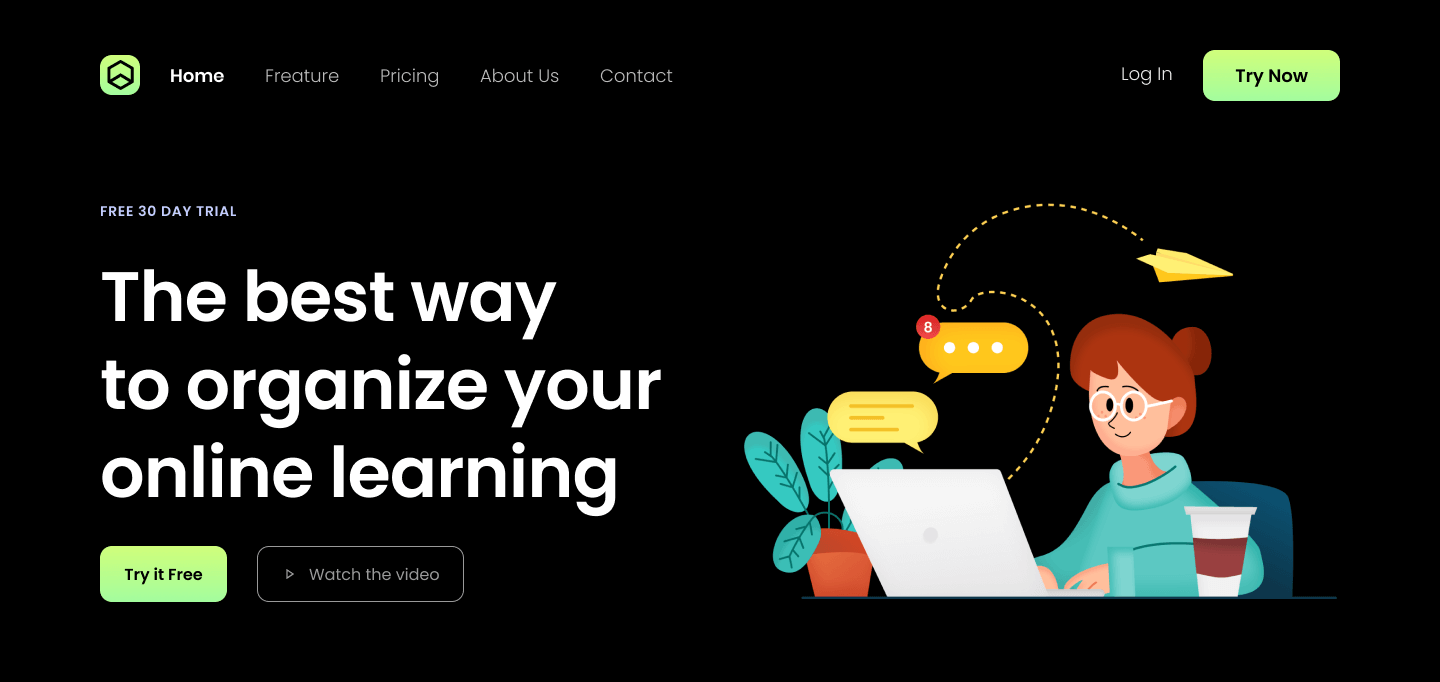 Home Freature Pricing About Us Contact Log In Try Now
FREE 30 DAY TRIAL
The best way
to organize your
online learning
Try it Free Watch the video
8